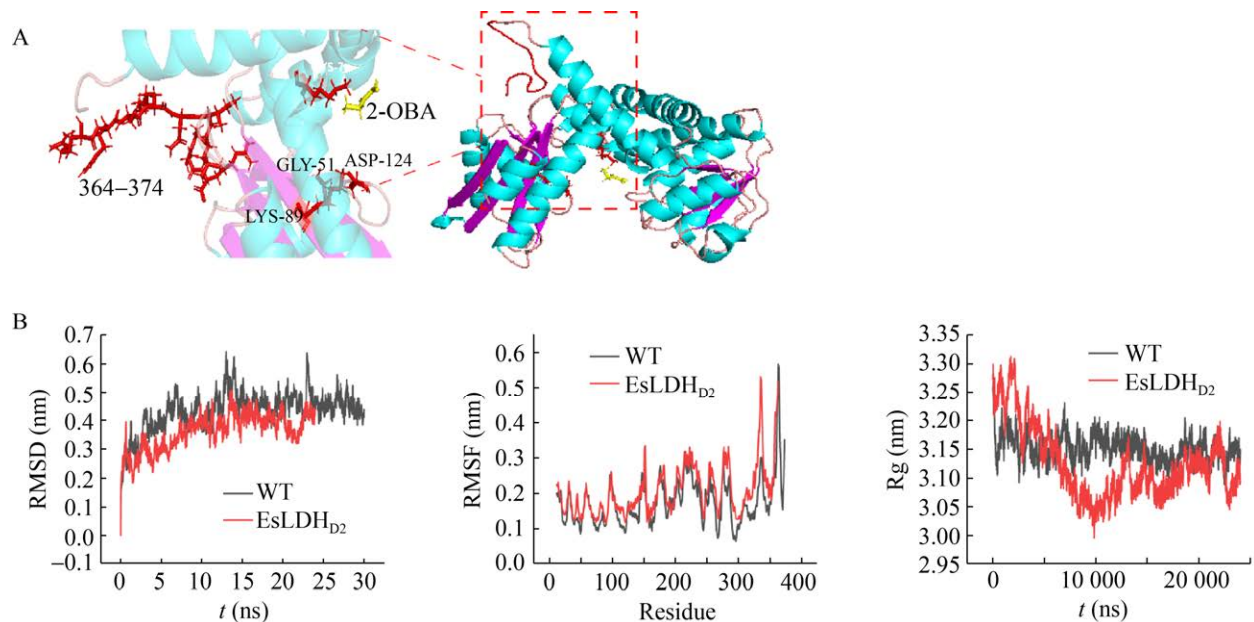 A
2-OBA
GLY-51 ASP-124
364–374
LYS-89
B
0.7
0.6
0.5
0.4
0.3
0.2
0.1
0.0
–0.1
RMSD (nm)
WT
EsLDHD2
0 5 10 15 20 25 30
t (ns)
0.6
0.5
0.4
0.3
0.2
0.1
0.0
RMSF (nm)
WT
EsLDHD2
0 100 200 300 400
Residue
3.35
3.30
3.25
3.20
3.15
3.10
3.05
3.00
2.95
Rg (nm)
WT
EsLDHD2
0 10 000 20 000
t (ns)